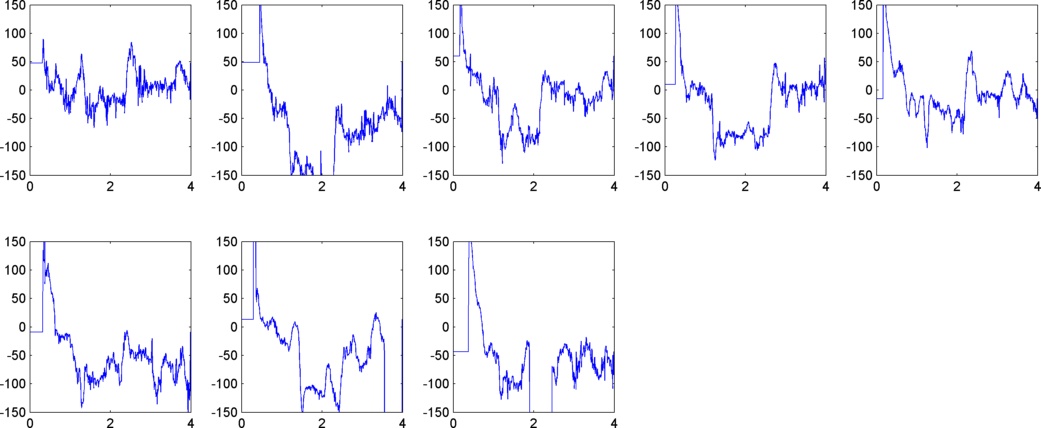 150 150 150 150 150
100 100 100 100 100
50 50 50 50 50
0 0 0 0 0
-50 -50 -50 -50 -50
-100 -100 -100 -100 -100
-150 -150 -150 -150 -150
0 2 4 0 2 4 0 2 4 0 2 4 0 2 4
150 150 150
100 100 100
50 50 50
0 0 0
-50 -50 -50
-100 -100 -100
-150 -150 -150
0 2 4 0 2 4 0 2 4